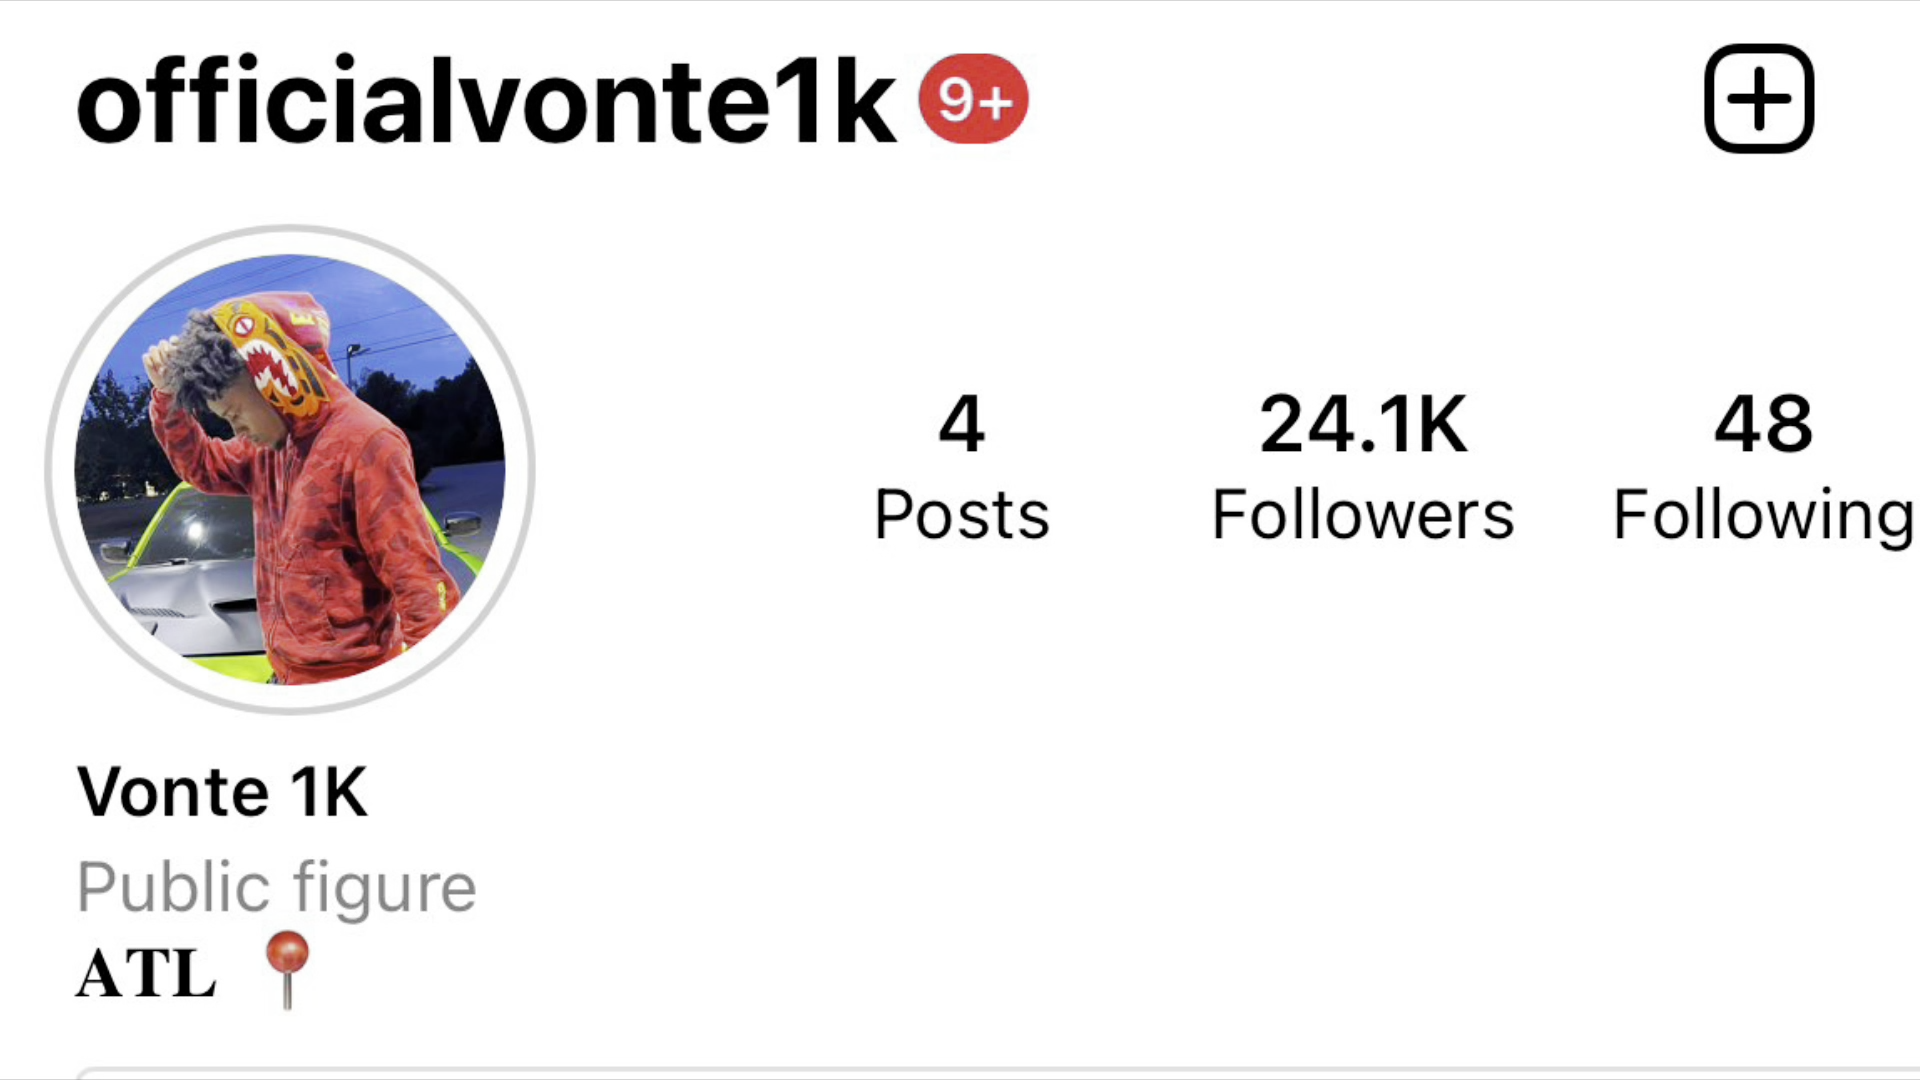 officialvonte1k 9+
4 24.1K 48
Posts Followers Following
Vonte 1K
Public figure
ATL 📍